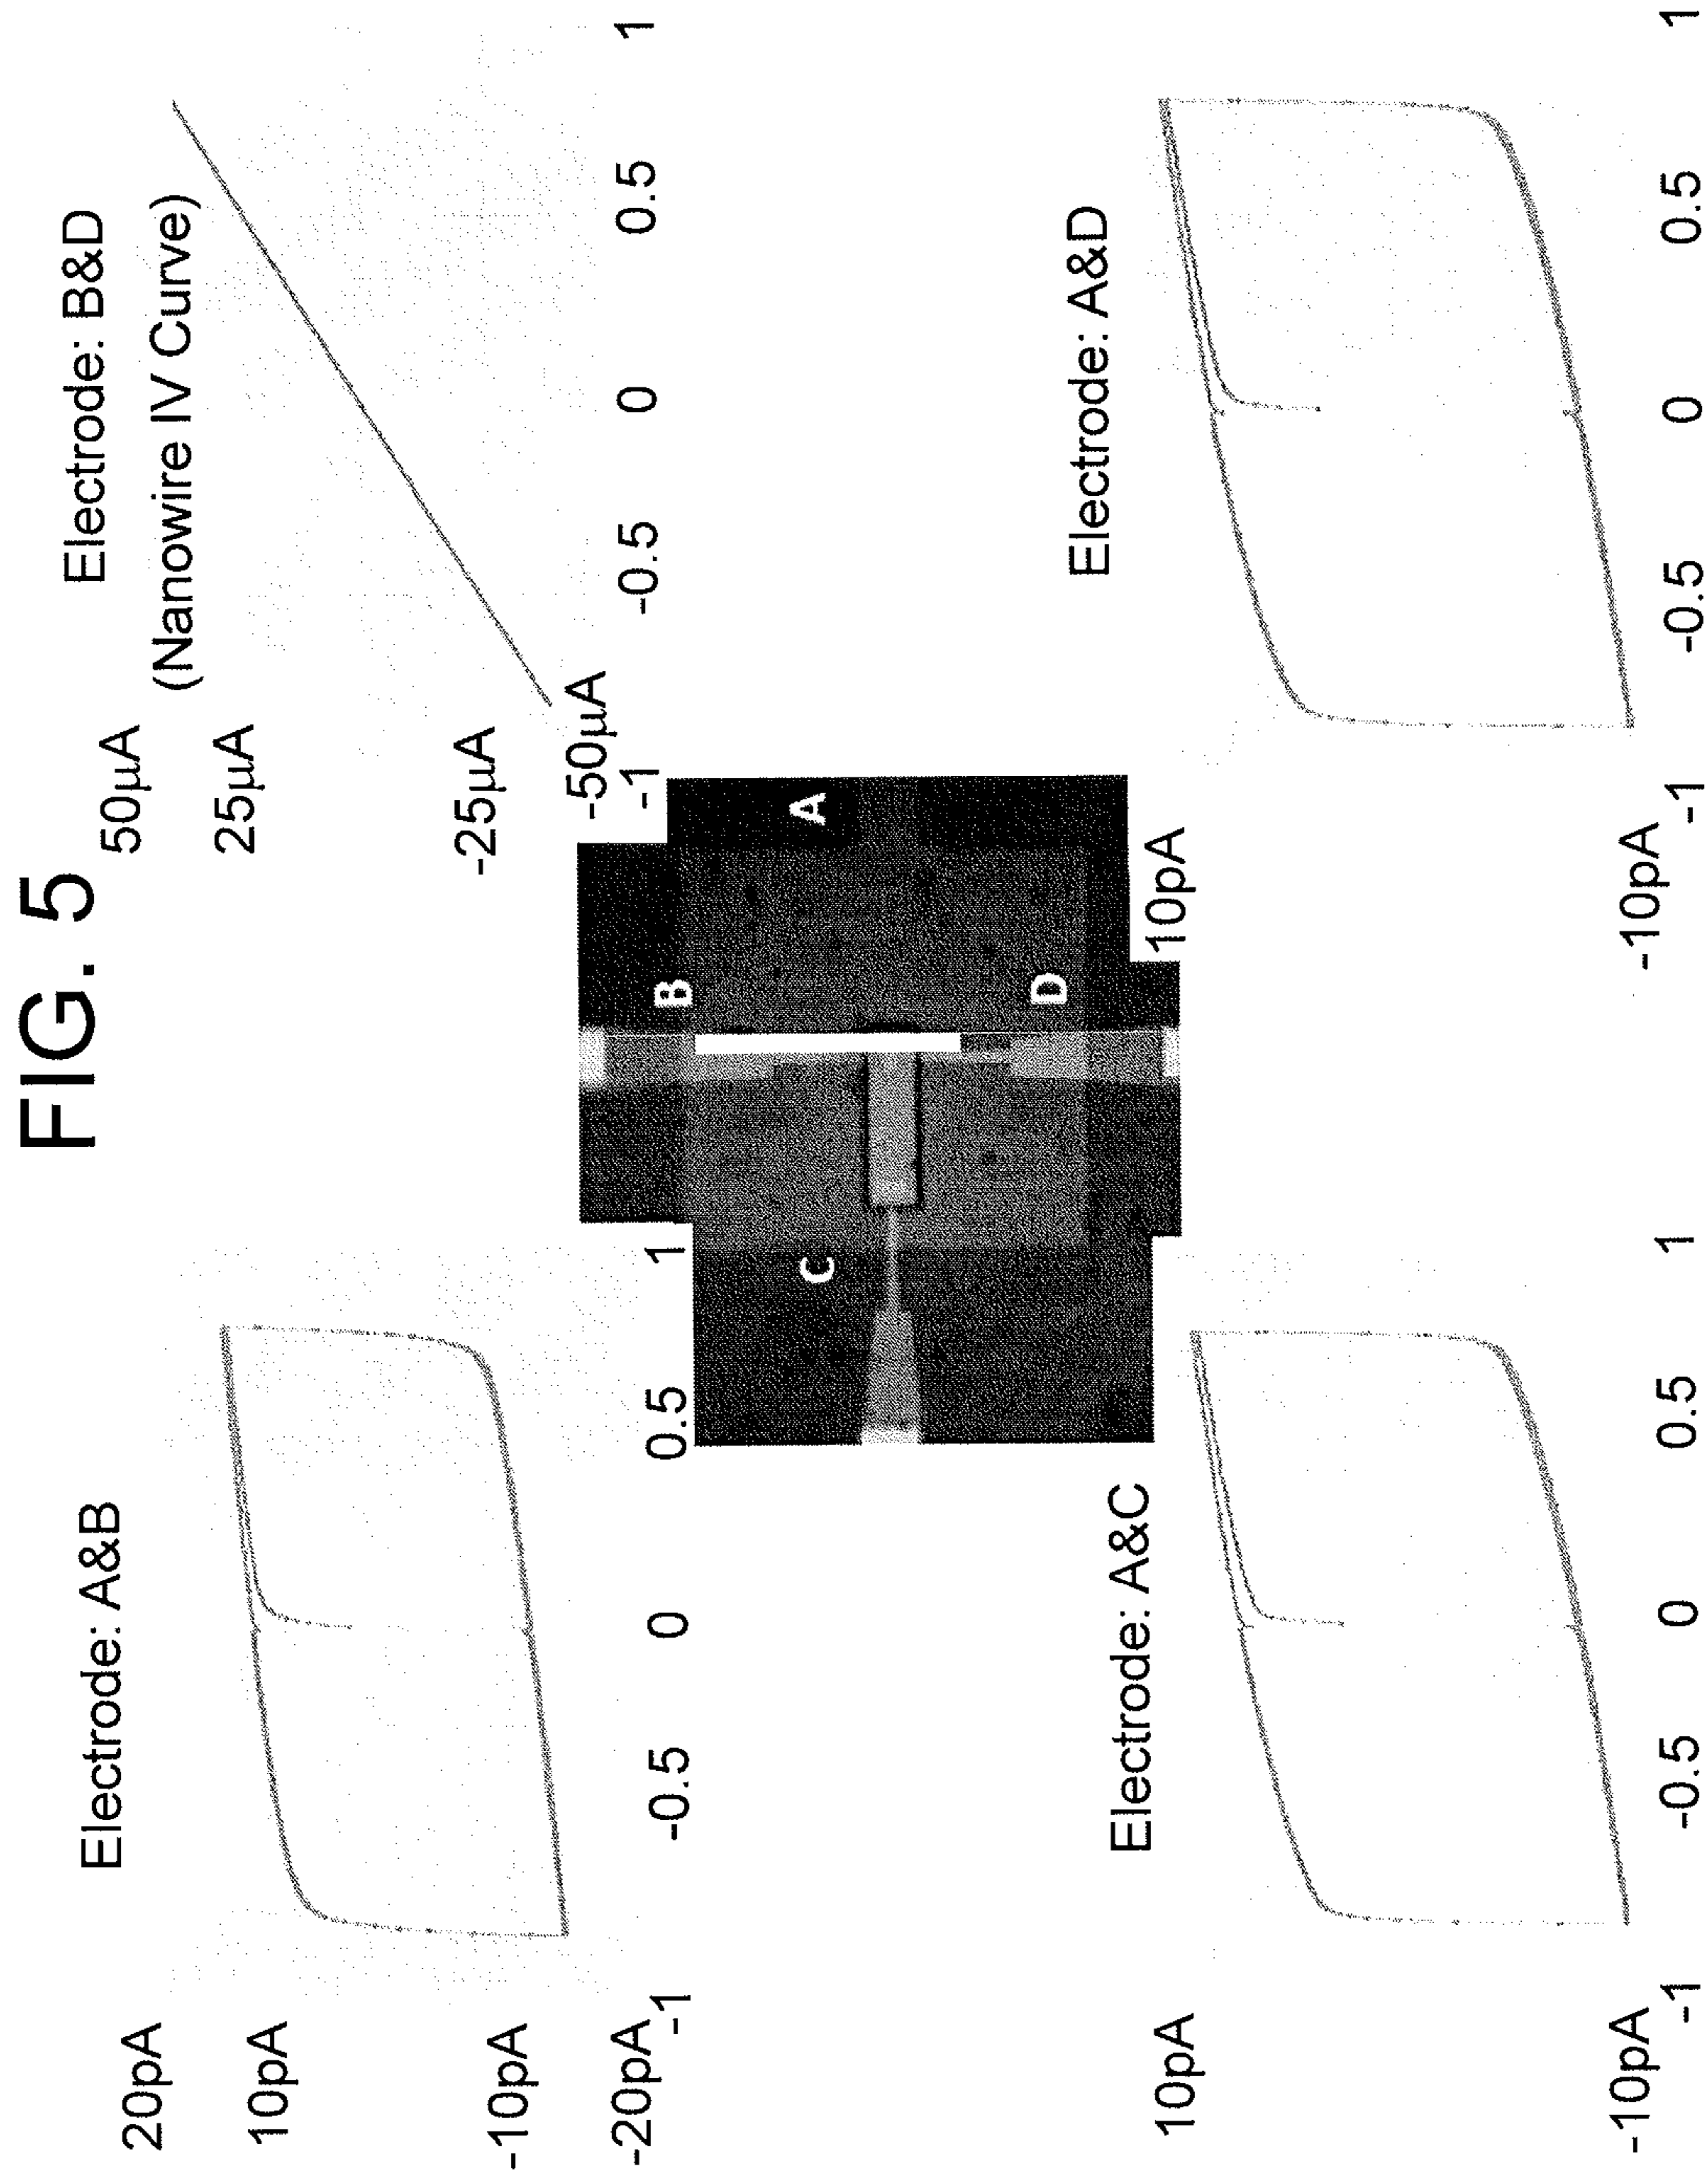 FIG. 5
Electrode: A&B
20pA
10pA
-10pA
-20pA
-1
-0.5
0
0.5
1
Electrode: B&D
(Nanowire IV Curve)
50μA
25μA
-25μA
-50μA
-1
-0.5
0
0.5
1
A
B
C
D
Electrode: A&C
10pA
-10pA
-1
-0.5
0
0.5
1
Electrode: A&D
10pA
-10pA
-1
-0.5
0
0.5
1